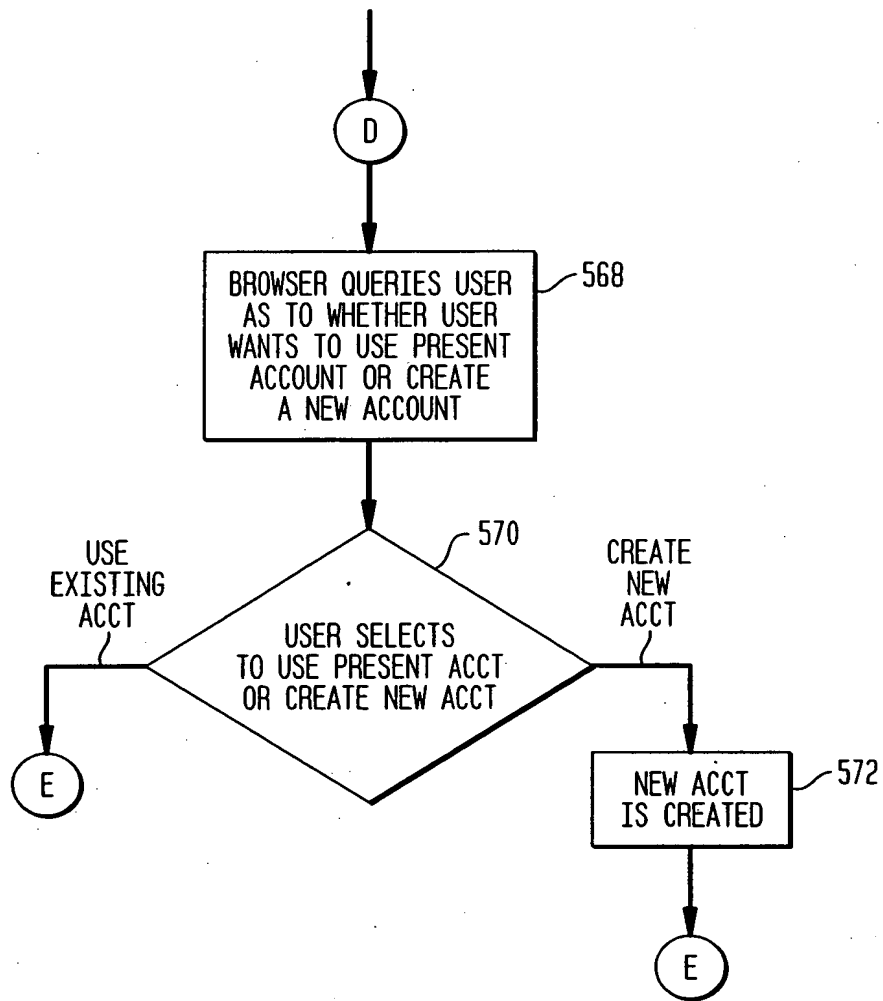 D
BROWSER QUERIES USER
AS TO WHETHER USER
WANTS TO USE PRESENT
ACCOUNT OR CREATE
A NEW ACCOUNT
568
570
USE
EXISTING
ACCT
CREATE
NEW
ACCT
USER SELECTS
TO USE PRESENT ACCT
OR CREATE NEW ACCT
E
NEW ACCT
IS CREATED
572
E